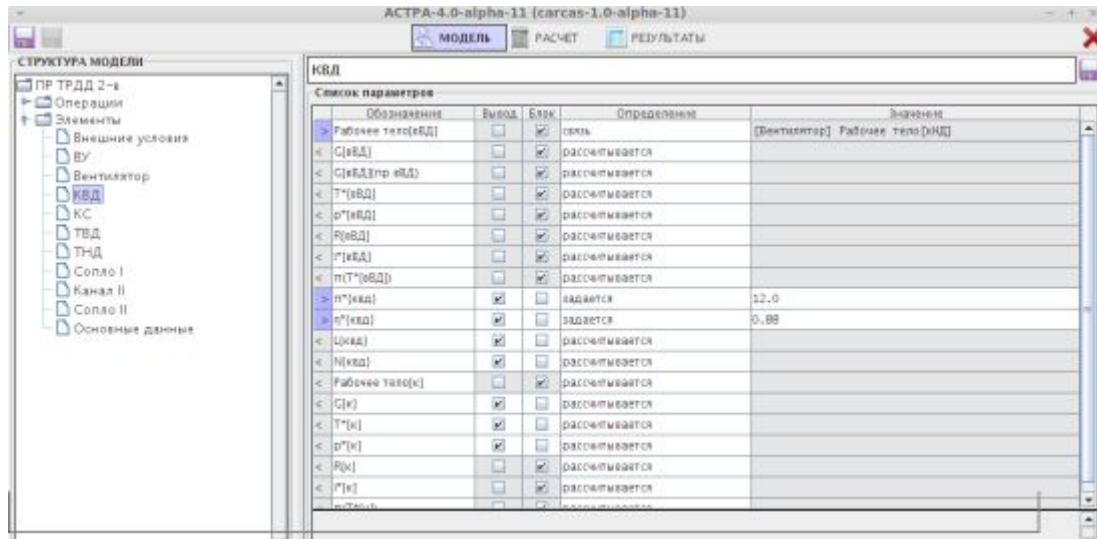 АСТРА-4.0-alpha-11 (carcas-1.0-alpha-11)
МОДЕЛЬ РАСЧЕТ РЕЗУЛЬТАТЫ
СТРУКТУРА МОДЕЛИ
ПР ТРДД 2-в
Операции
Элементы
Внешние условия
ВУ
Вентилятор
КВД
КС
ТВД
ТНД
Сопло I
Канал II
Сопло II
Основные данные
КВД
Список параметров
Обозначение Вывод Блок Определение Значение
> Рабочее тело[вВД] связь [Вентилятор] Рабочее тело[кНД]
< G[вВД] рассчитывается
< G[вВД](пр вВД) рассчитывается
< T*[вВД] рассчитывается
< p*[вВД] рассчитывается
< R[вВД] рассчитывается
< i*[вВД] рассчитывается
< π(T*[вВД]) рассчитывается
> π*[квд] задается 12.0
> η*[квд] задается 0.88
< L[квд] рассчитывается
< N[квд] рассчитывается
< Рабочее тело[к] рассчитывается
< G[к] рассчитывается
< T*[к] рассчитывается
< p*[к] рассчитывается
< R[к] рассчитывается
< i*[к] рассчитывается